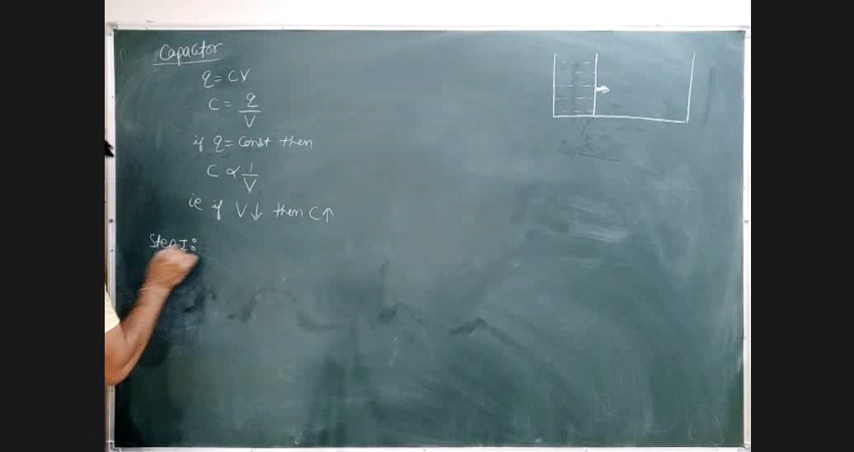 Capacitor
q = CV
C = q/V
if q = Const then
C ∝ 1/V
ie if V↓ then C↑
Step I: